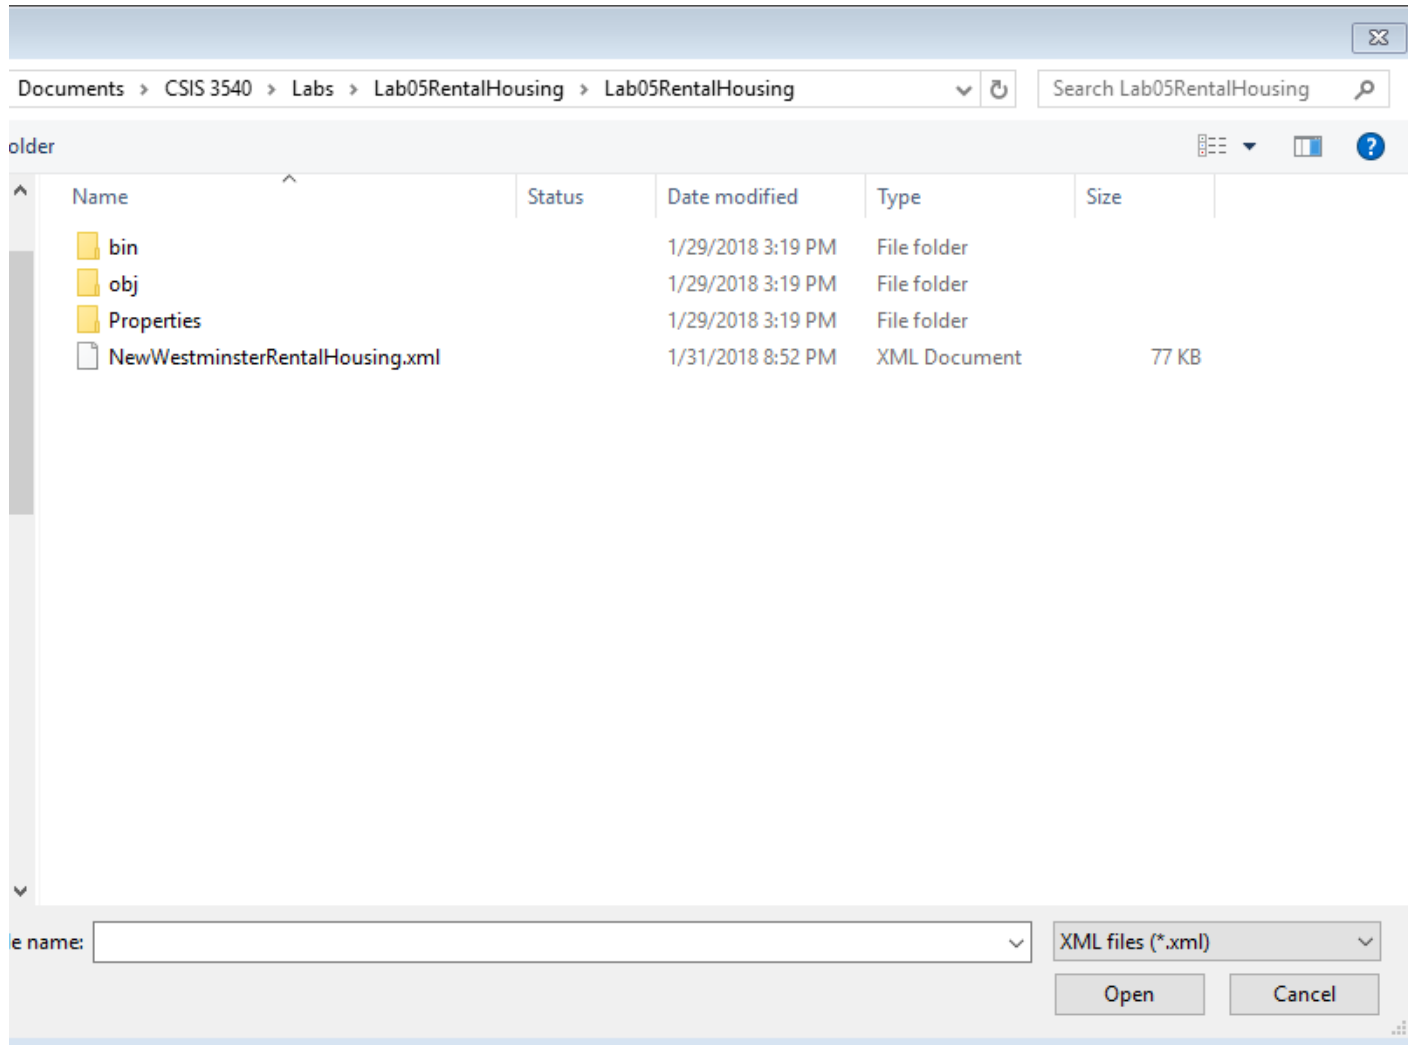 Documents > CSIS 3540 > Labs > Lab05RentalHousing > Lab05RentalHousing Search Lab05RentalHousing
older ?
Name Status Date modified Type Size
bin 1/29/2018 3:19 PM File folder
obj 1/29/2018 3:19 PM File folder
Properties 1/29/2018 3:19 PM File folder
NewWestminsterRentalHousing.xml 1/31/2018 8:52 PM XML Document 77 KB
e name: XML files (*.xml)
Open Cancel